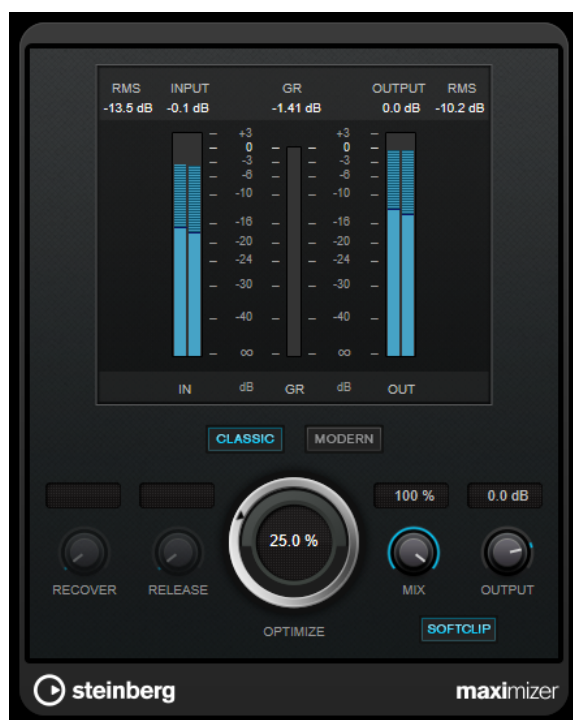 RMS INPUT GR OUTPUT RMS
-13.5 dB -0.1 dB -1.41 dB 0.0 dB -10.2 dB
+3 +3
0 0
-3 -3
-6 -6
-10 -10
-16 -16
-20 -20
-24 -24
-30 -30
-40 -40
∞ ∞
IN dB GR dB OUT
CLASSIC MODERN
100 % 0.0 dB
25.0 %
RECOVER RELEASE MIX OUTPUT
OPTIMIZE SOFTCLIP
steinberg maximizer